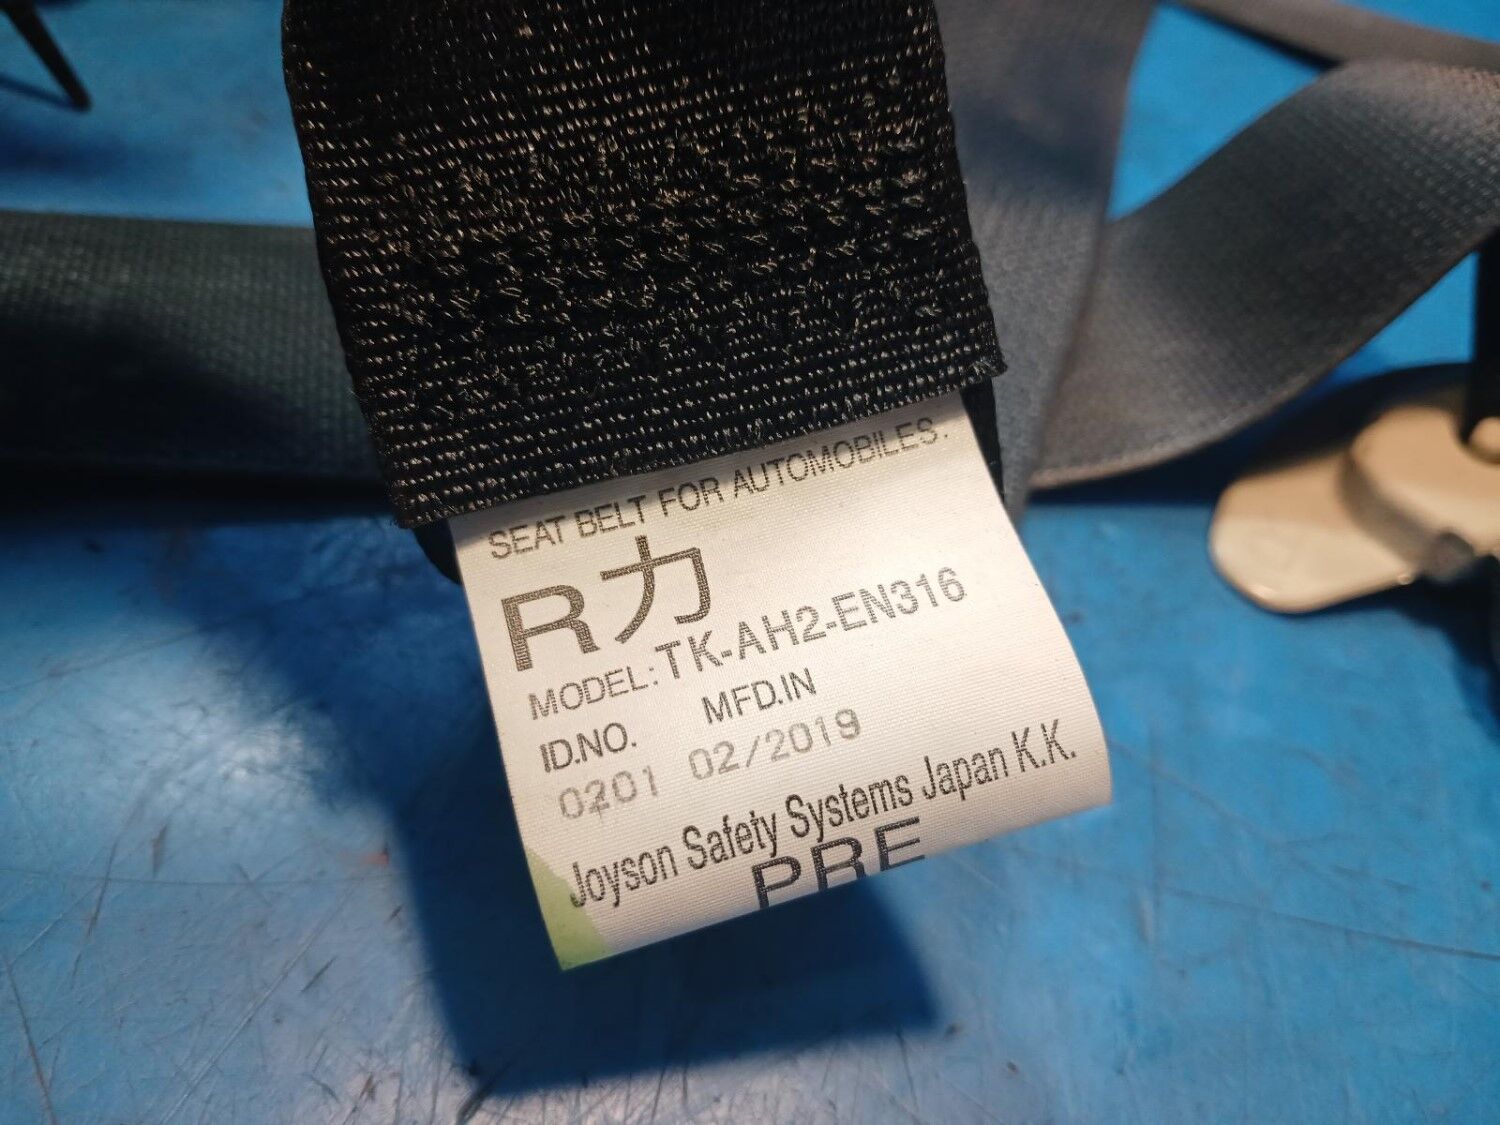 SEAT BELT FOR AUTOMOBILES.
R力
MODEL:TK-AH2-EN316
ID.NO. MFD.IN
0201 02/2019
Joyson Safety Systems Japan K.K.
PRE